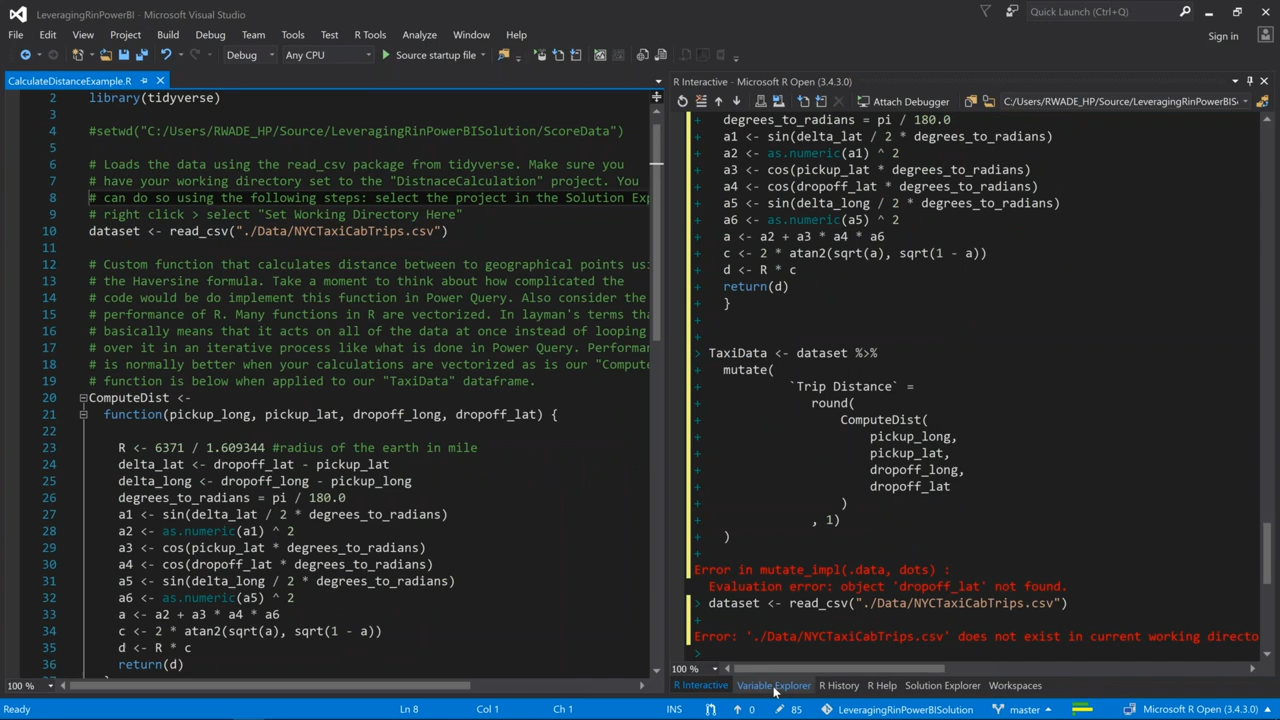 LeveragingRinPowerBI - Microsoft Visual Studio
Quick Launch (Ctrl+Q)
File Edit View Project Build Debug Team Tools Test R Tools Analyze Window Help
Sign in
Debug Any CPU Source startup file
CalculateDistanceExample.R
2 library(tidyverse)
3
4 #setwd("C:/Users/RWADE_HP/Source/LeveragingRinPowerBISolution/ScoreData")
5
6 # Loads the data using the read_csv package from tidyverse. Make sure you
7 # have your working directory set to the "DistnaceCalculation" project. You
8 # can do so using the following steps: select the project in the Solution Exp
9 # right click > select "Set Working Directory Here"
10 dataset <- read_csv("./Data/NYCTaxiCabTrips.csv")
11
12 # Custom function that calculates distance between to geographical points usi
13 # the Haversine formula. Take a moment to think about how complicated the
14 # code would be do implement this function in Power Query. Also consider the
15 # performance of R. Many functions in R are vectorized. In layman's terms tha
16 # basically means that it acts on all of the data at once instead of looping
17 # over it in an iterative process like what is done in Power Query. Performan
18 # is normally better when your calculations are vectorized as is our "Compute
19 # function is below when applied to our "TaxiData" dataframe.
20 ComputeDist <-
21 function(pickup_long, pickup_lat, dropoff_long, dropoff_lat) {
22
23 R <- 6371 / 1.609344 #radius of the earth in mile
24 delta_lat <- dropoff_lat - pickup_lat
25 delta_long <- dropoff_long - pickup_long
26 degrees_to_radians = pi / 180.0
27 a1 <- sin(delta_lat / 2 * degrees_to_radians)
28 a2 <- as.numeric(a1) ^ 2
29 a3 <- cos(pickup_lat * degrees_to_radians)
30 a4 <- cos(dropoff_lat * degrees_to_radians)
31 a5 <- sin(delta_long / 2 * degrees_to_radians)
32 a6 <- as.numeric(a5) ^ 2
33 a <- a2 + a3 * a4 * a6
34 c <- 2 * atan2(sqrt(a), sqrt(1 - a))
35 d <- R * c
36 return(d)
100 %
R Interactive - Microsoft R Open (3.4.3.0)
Attach Debugger C:/Users/RWADE_HP/Source/LeveragingRinPowerBI
+ degrees_to_radians = pi / 180.0
+ a1 <- sin(delta_lat / 2 * degrees_to_radians)
+ a2 <- as.numeric(a1) ^ 2
+ a3 <- cos(pickup_lat * degrees_to_radians)
+ a4 <- cos(dropoff_lat * degrees_to_radians)
+ a5 <- sin(delta_long / 2 * degrees_to_radians)
+ a6 <- as.numeric(a5) ^ 2
+ a <- a2 + a3 * a4 * a6
+ c <- 2 * atan2(sqrt(a), sqrt(1 - a))
+ d <- R * c
+ return(d)
+ }
+
+
> TaxiData <- dataset %>%
+ mutate(
+ `Trip Distance` =
+ round(
+ ComputeDist(
+ pickup_long,
+ pickup_lat,
+ dropoff_long,
+ dropoff_lat
+ )
+ , 1)
+ )
+
Error in mutate_impl(.data, dots) :
Evaluation error: object 'dropoff_lat' not found.
> dataset <- read_csv("./Data/NYCTaxiCabTrips.csv")
+
Error: './Data/NYCTaxiCabTrips.csv' does not exist in current working directo
>
100 %
R Interactive Variable Explorer R History R Help Solution Explorer Workspaces
Ready Ln 8 Col 1 Ch 1 INS 0 85 LeveragingRinPowerBISolution master Microsoft R Open (3.4.3.0)